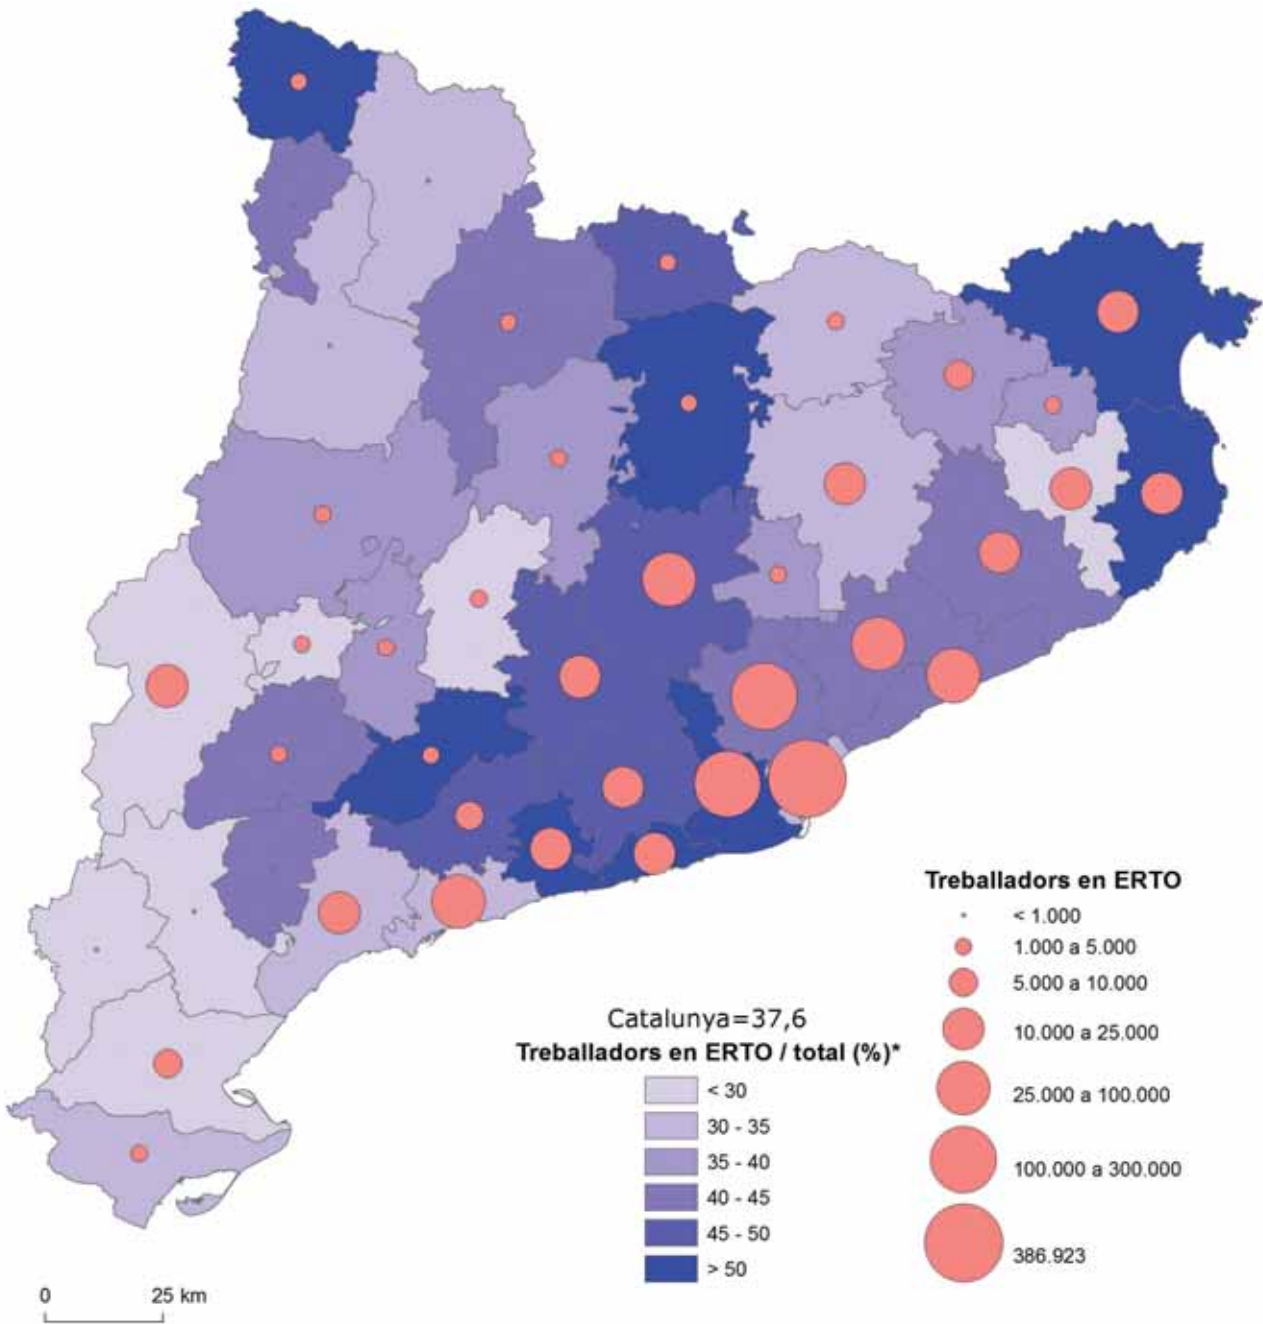 Treballadors en ERTO
< 1.000
1.000 a 5.000
5.000 a 10.000
10.000 a 25.000
25.000 a 100.000
100.000 a 300.000
386.923
Catalunya=37,6
Treballadors en ERTO / total (%)*
< 30
30 - 35
35 - 40
40 - 45
45 - 50
> 50
0 25 km